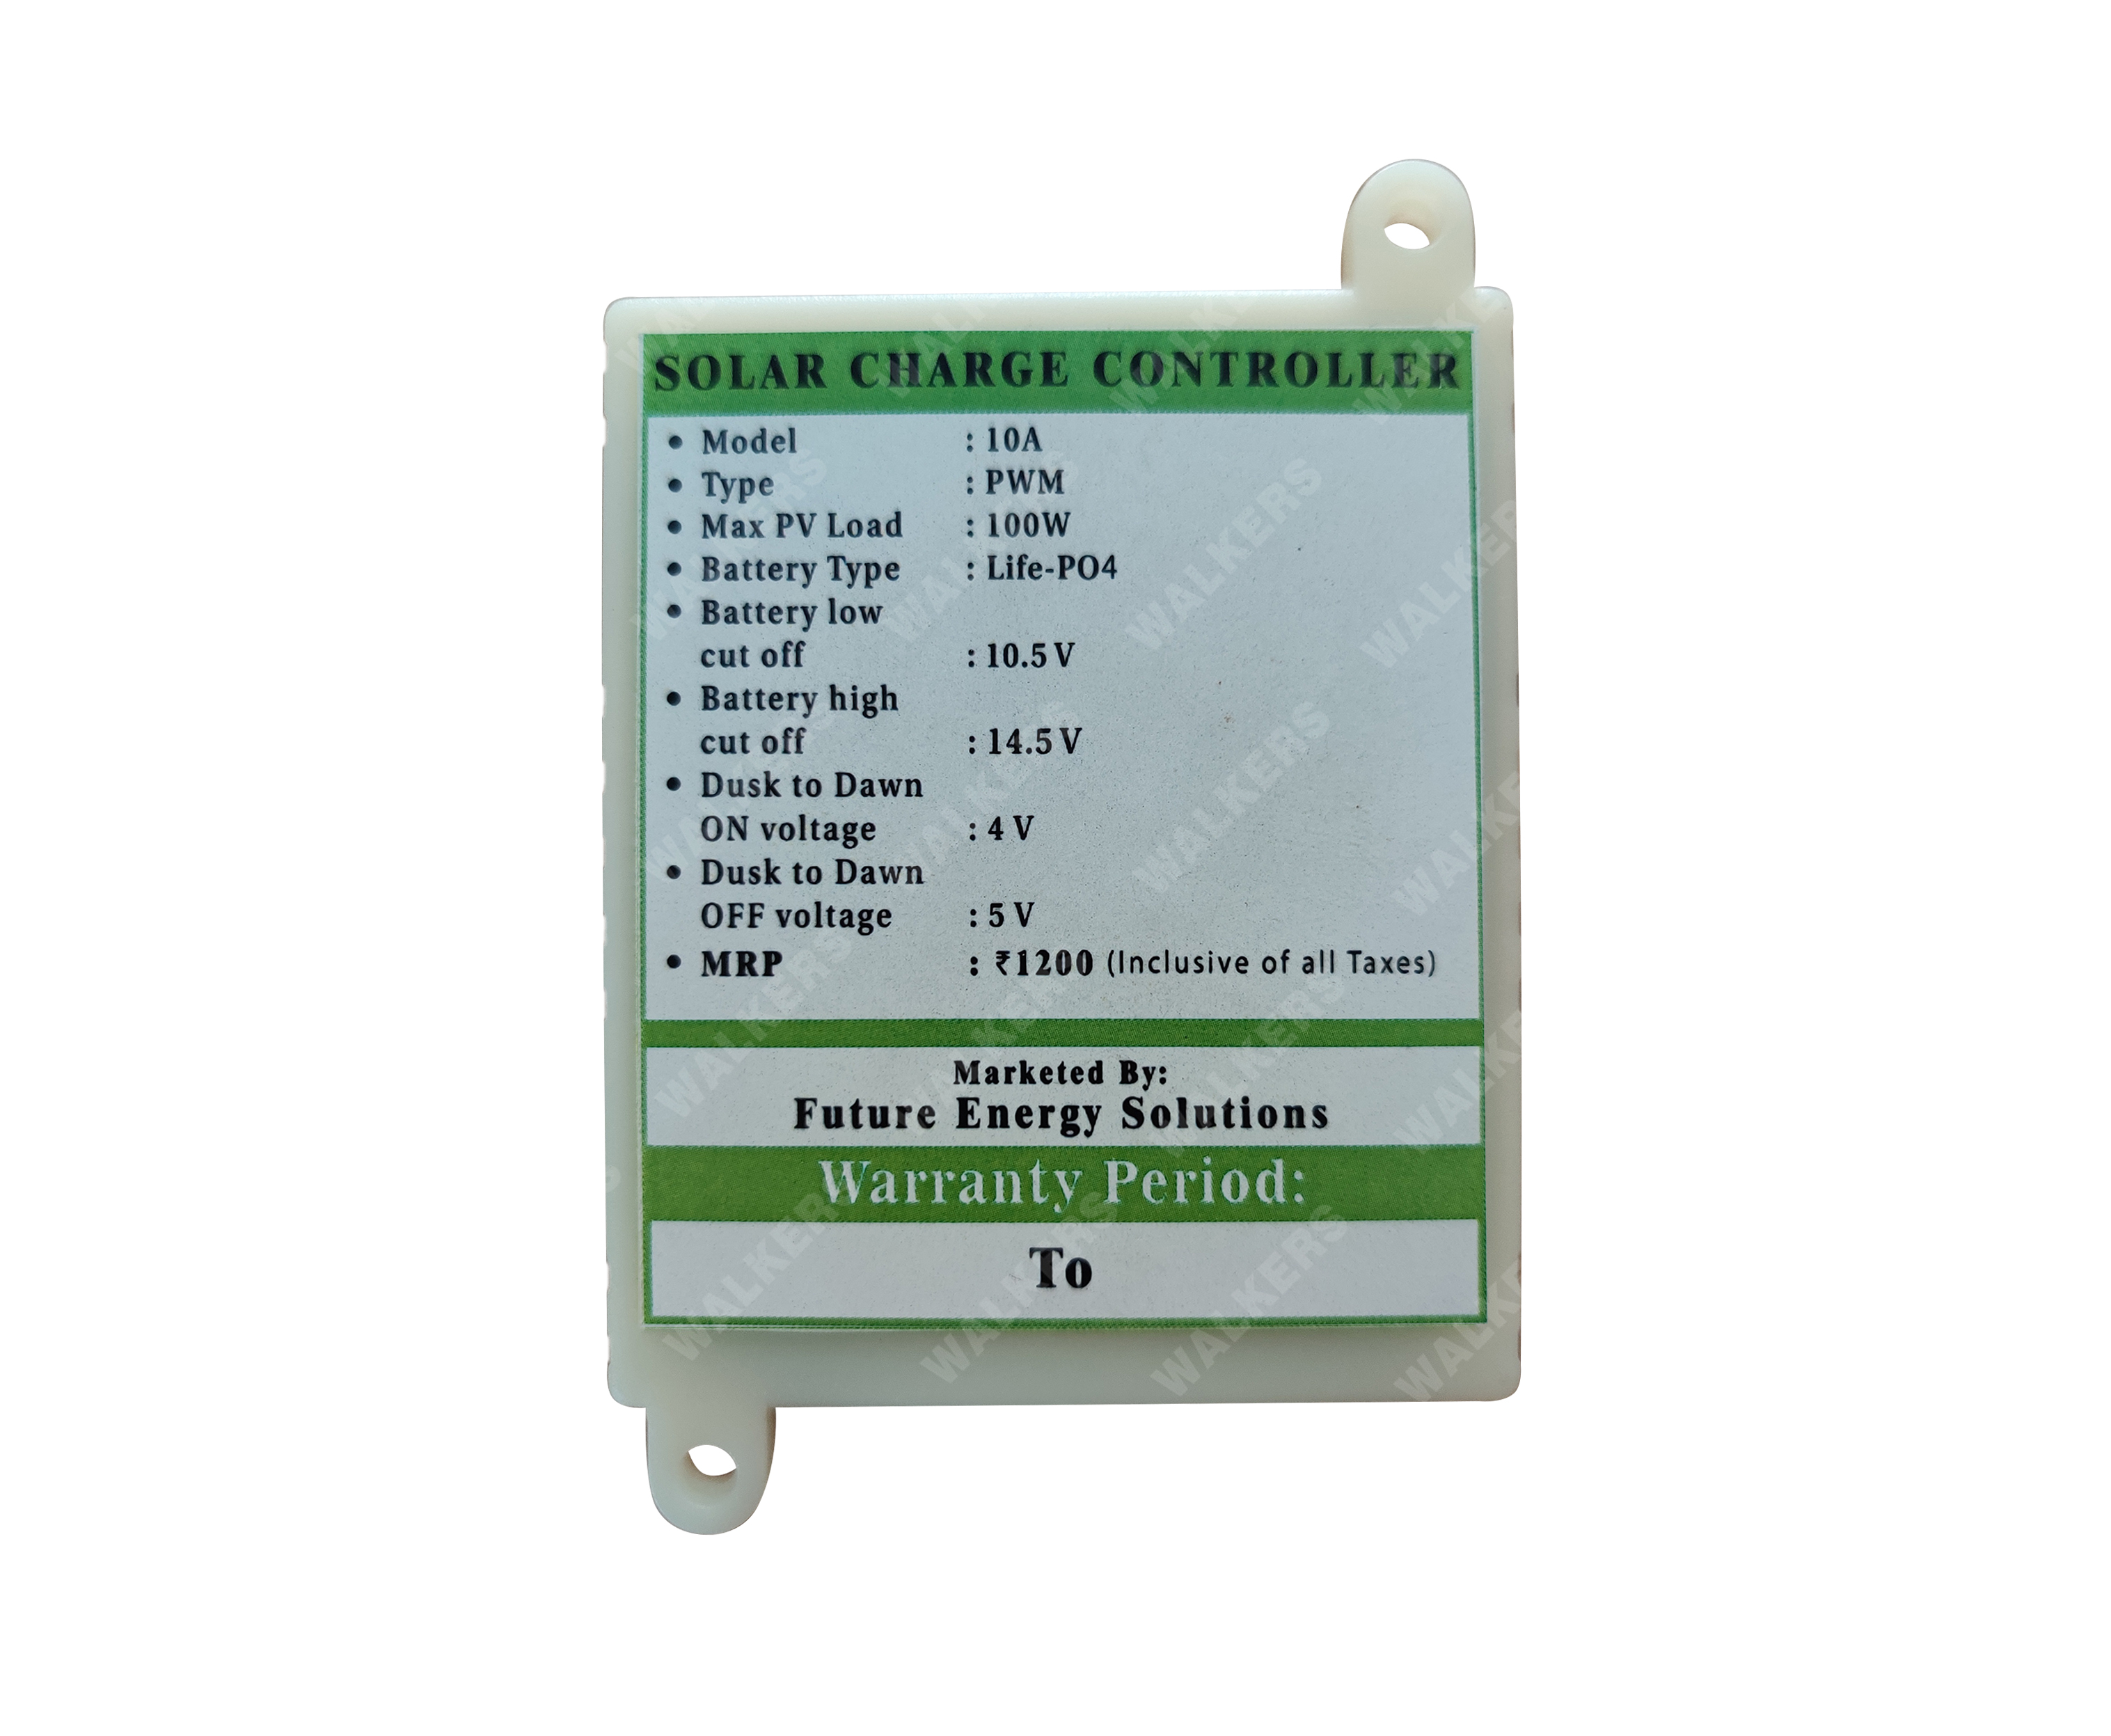 SOLAR CHARGE CONTROLLER
• Model : 10A
• Type : PWM
• Max PV Load : 100W
• Battery Type : Life-PO4
• Battery low
cut off : 10.5 V
• Battery high
cut off : 14.5 V
• Dusk to Dawn
ON voltage : 4 V
• Dusk to Dawn
OFF voltage : 5 V
• MRP : ₹1200 (Inclusive of all Taxes)
Marketed By:
Future Energy Solutions
Warranty Period:
To
WALKERS